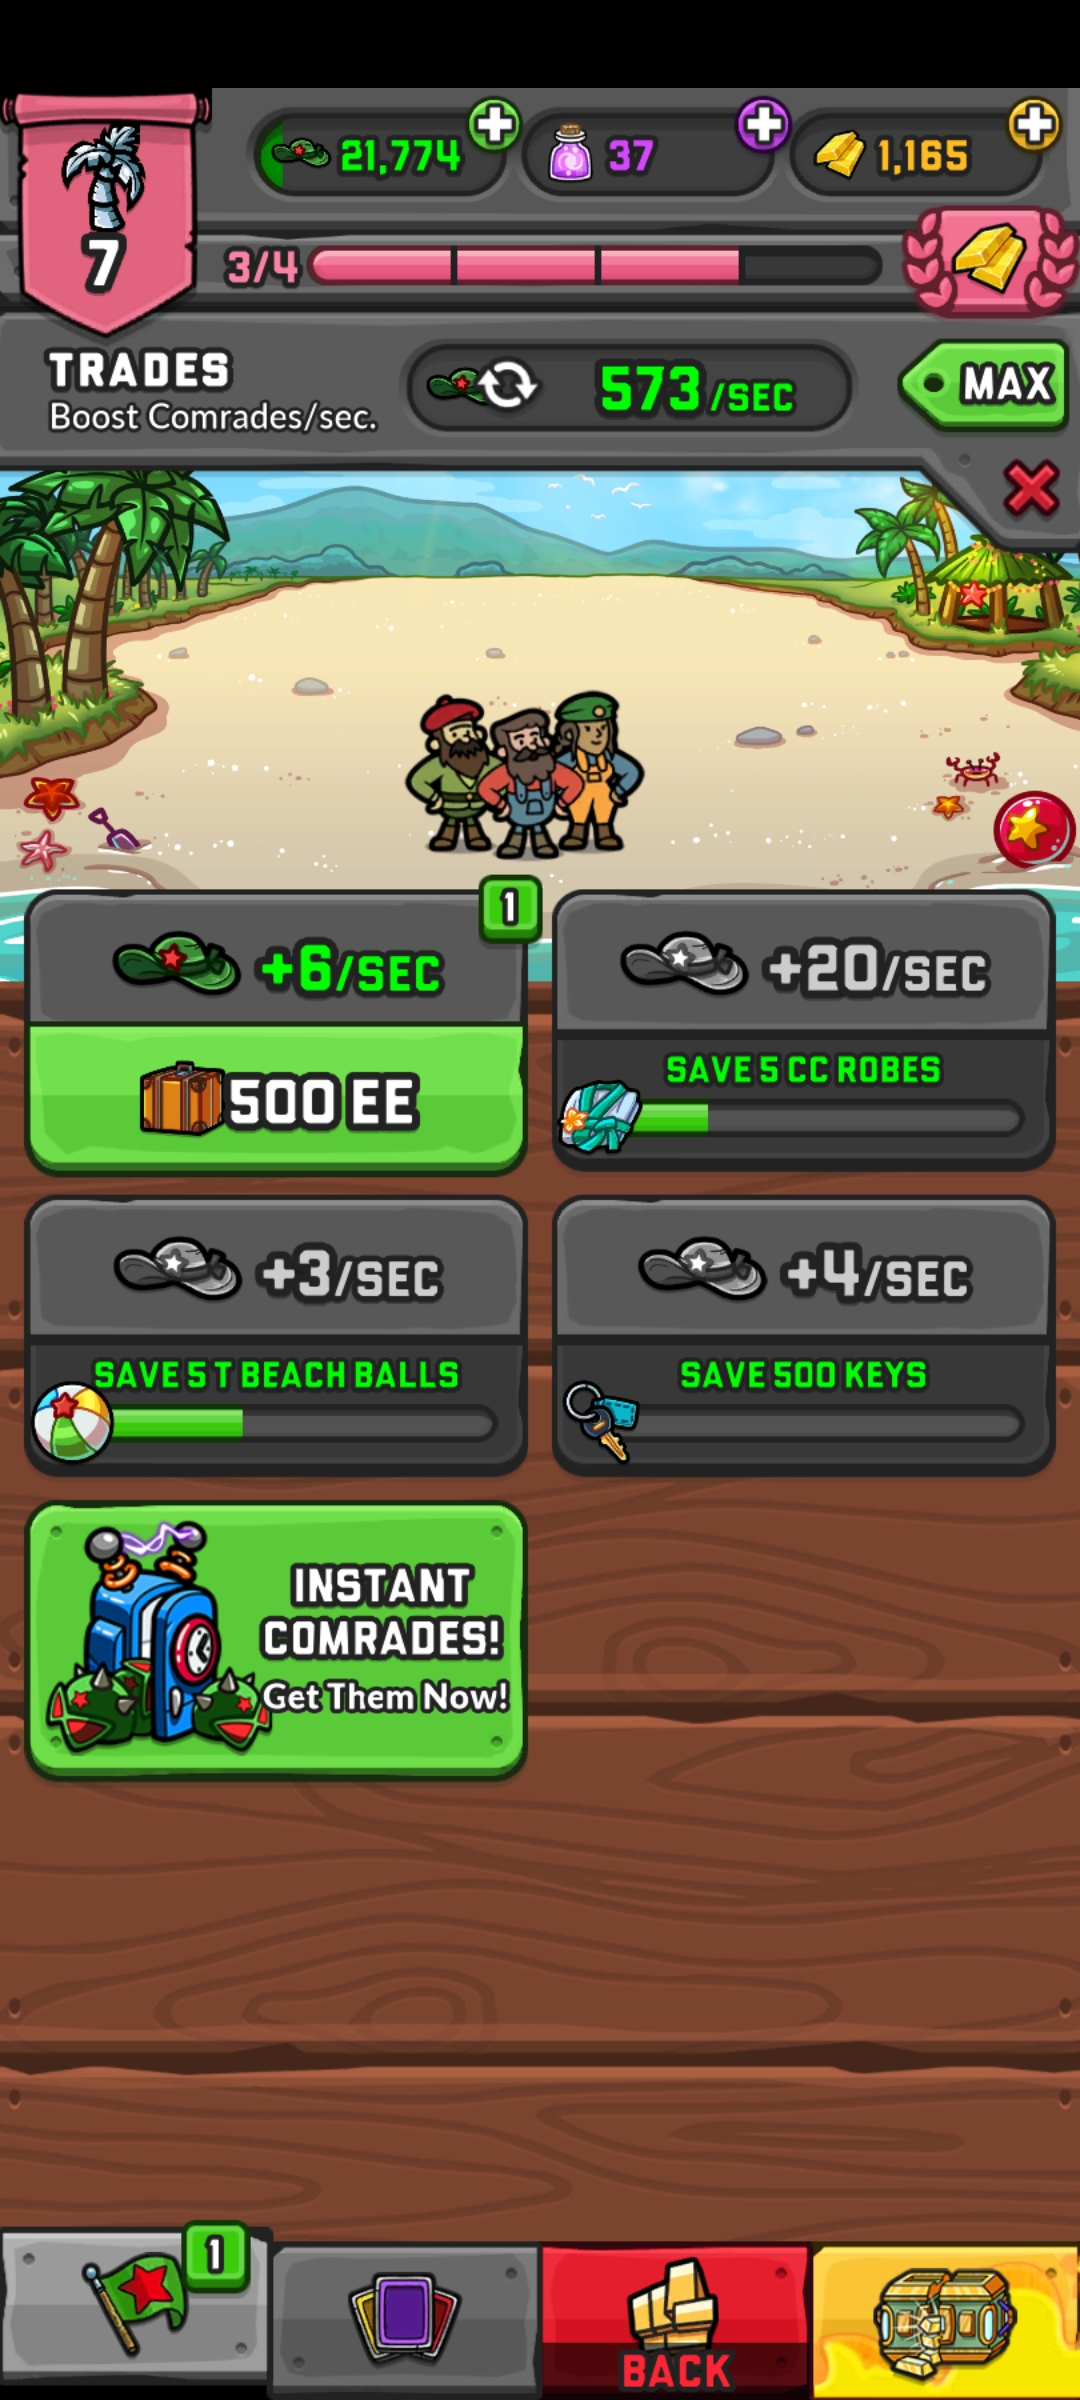 21,774
37
1,165
7
3/4
TRADES
Boost Comrades/sec.
573/SEC
MAX
1
+6/SEC
500 EE
+20/SEC
SAVE 5 CC ROBES
+3/SEC
SAVE 5 T BEACH BALLS
+4/SEC
SAVE 500 KEYS
INSTANT
COMRADES!
Get Them Now!
1
BACK